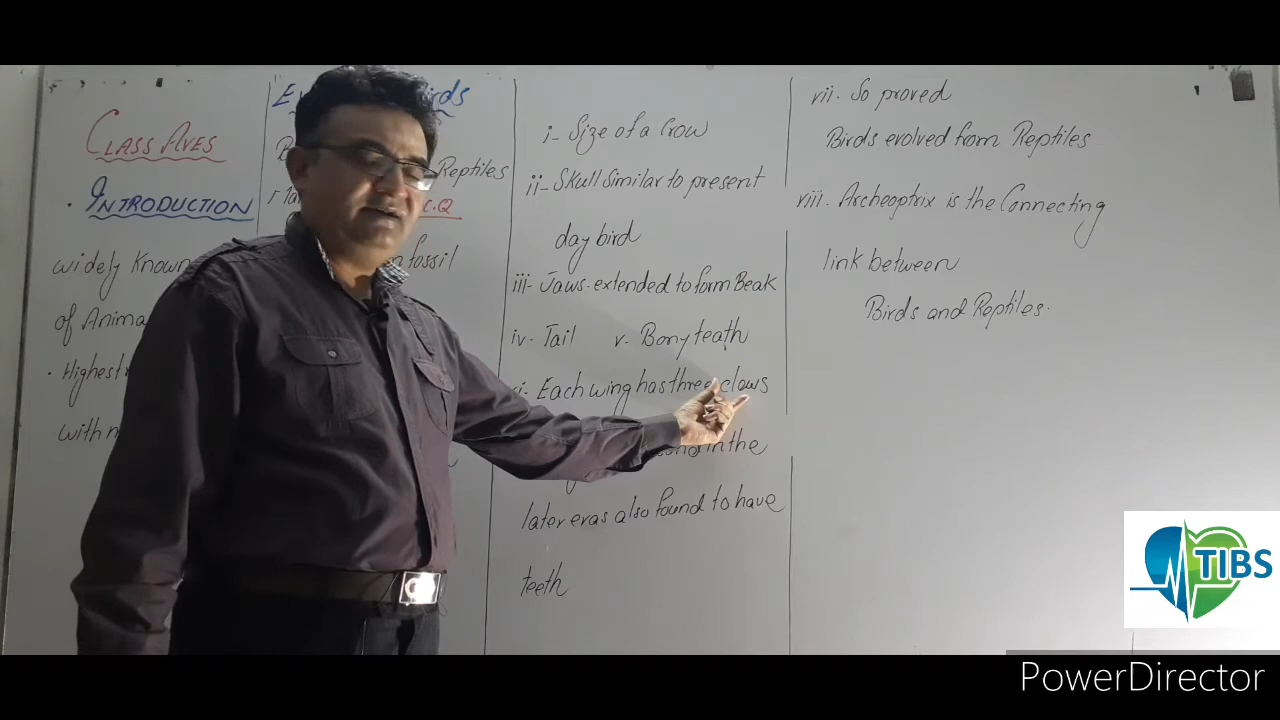 CLASS AVES
INTRODUCTION
widely Known
of Anima
Highest
with
rds
Reptiles
C.Q
fossil
i- Size of a Crow
ii- Skull Similar to present
day bird
iii- Jaws extended to form Beak
iv- Tail v- Bony teath
vi- Each wing has three claws
in the
later eras also found to have
teeth
vii. So proved
Birds evolved from Reptiles
viii. Archeoptrix is the Connecting
link between
Birds and Reptiles.
TIBS
PowerDirector